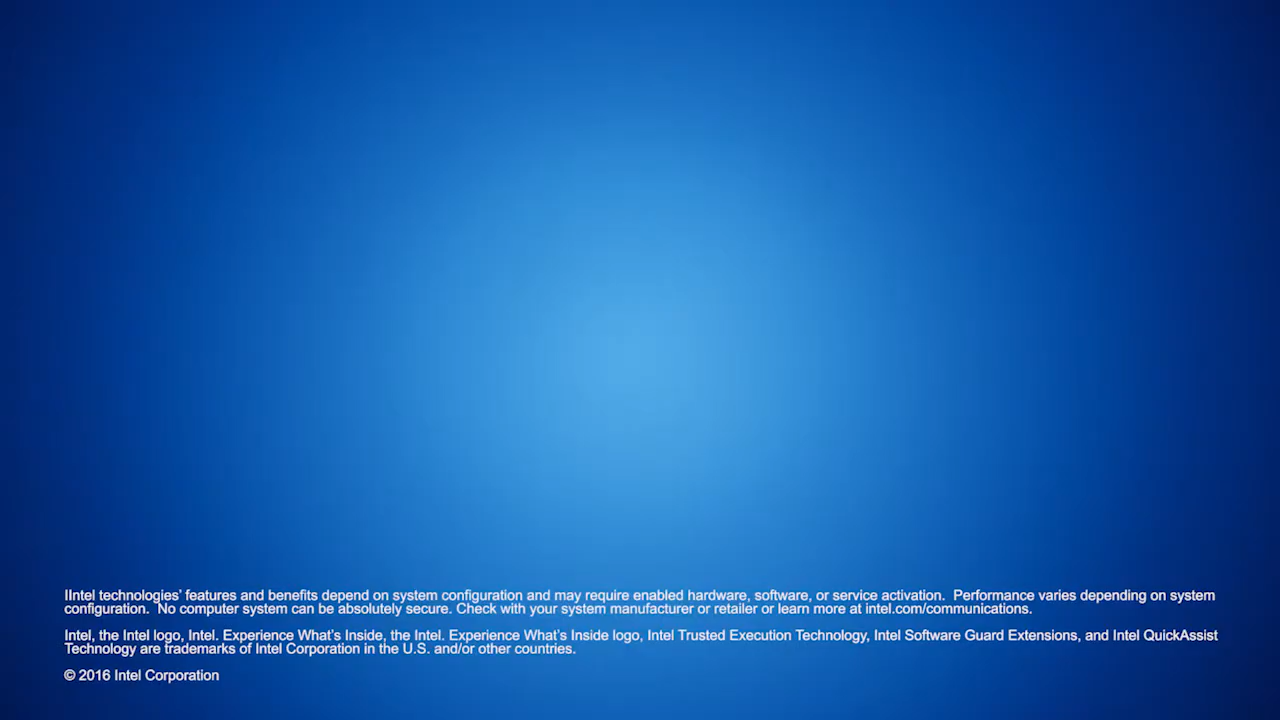 IIntel technologies’ features and benefits depend on system configuration and may require enabled hardware, software, or service activation.  Performance varies depending on system
configuration.  No computer system can be absolutely secure. Check with your system manufacturer or retailer or learn more at intel.com/communications.
Intel, the Intel logo, Intel. Experience What’s Inside, the Intel. Experience What’s Inside logo, Intel Trusted Execution Technology, Intel Software Guard Extensions, and Intel QuickAssist
Technology are trademarks of Intel Corporation in the U.S. and/or other countries.
© 2016 Intel Corporation